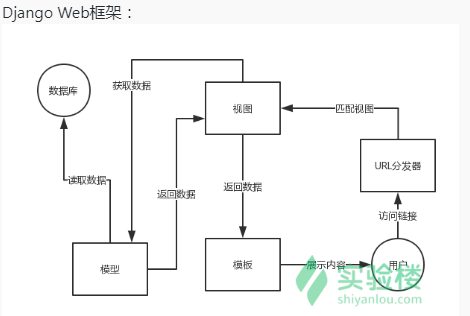 Django Web框架：
数据库
获取数据
视图
匹配视图
URL分发器
读取数据
返回数据
返回数据
访问链接
模型
模板
展示内容
用户
实验楼
shiyanlou.com